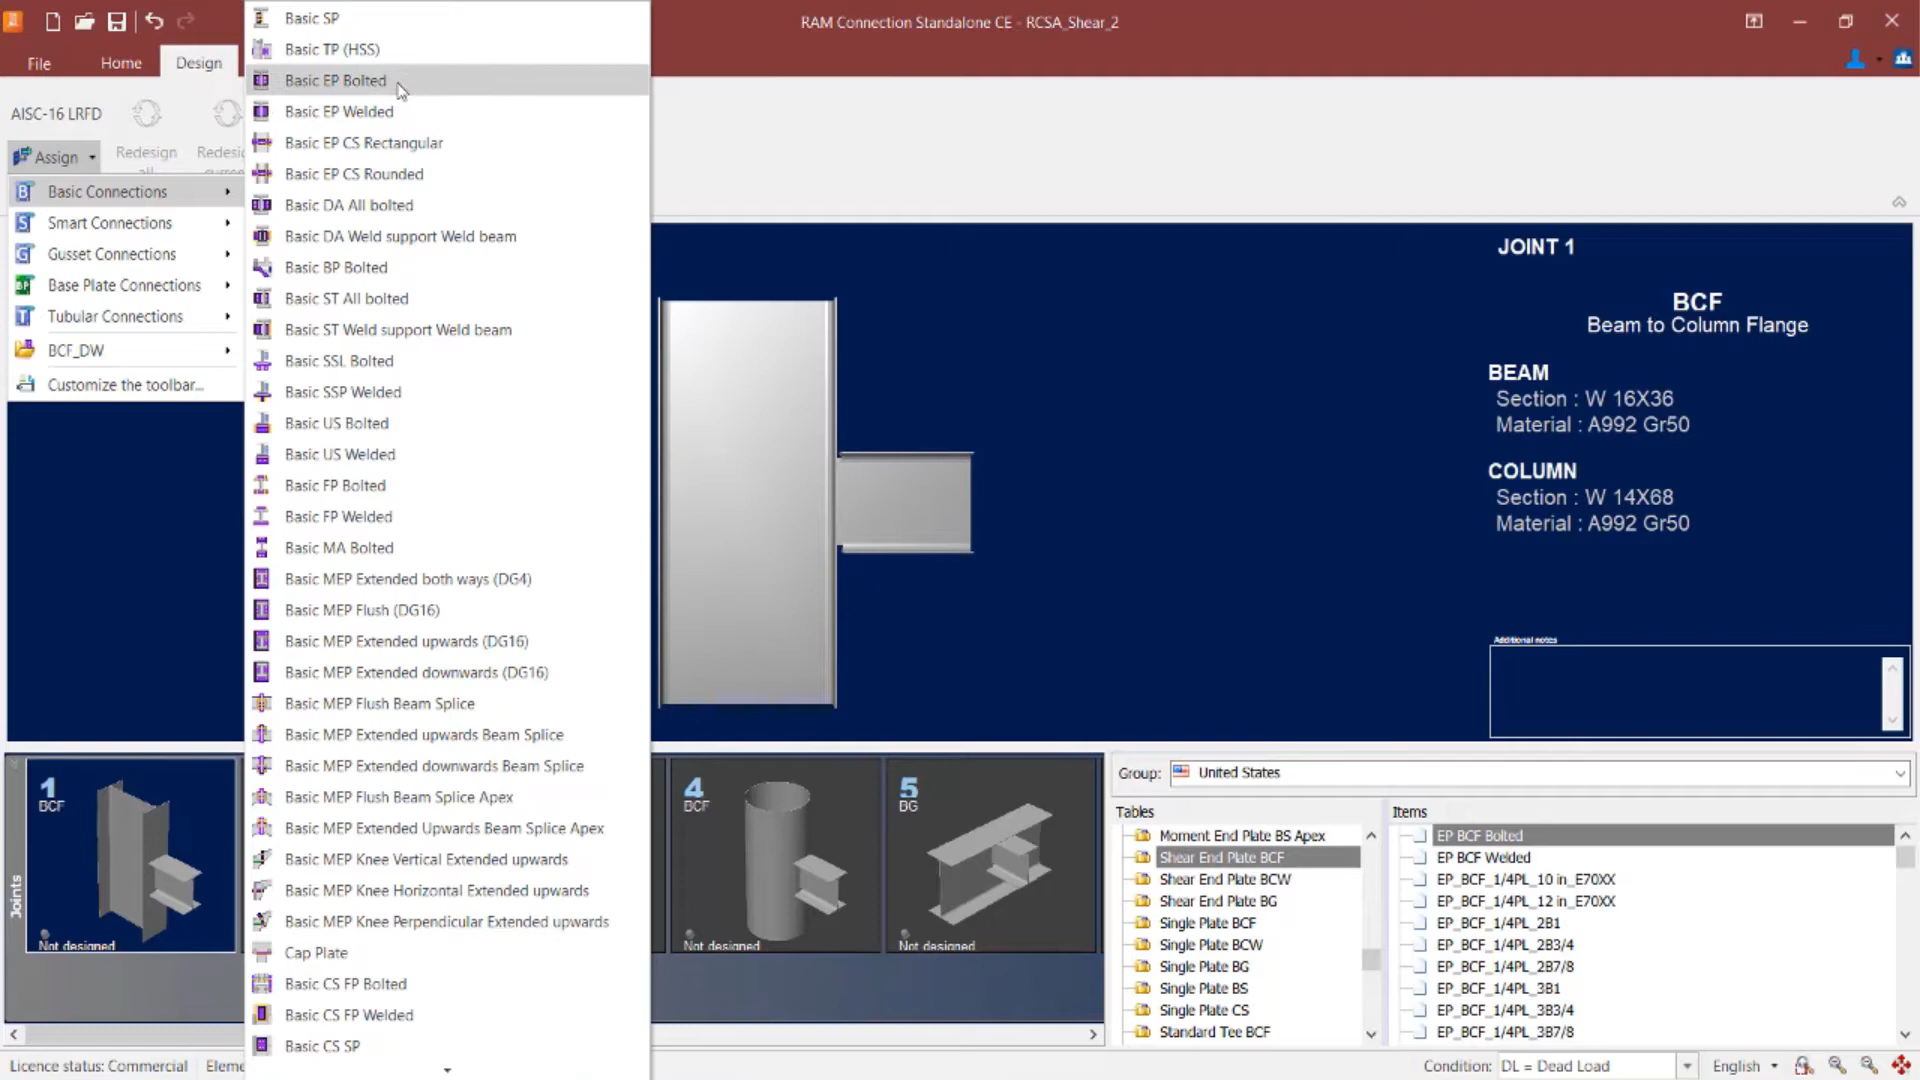 RAM Connection Standalone CE - RCSA_Shear_2
File
Home
Design
AISC-16 LRFD
Assign
Redesign
Basic Connections
Smart Connections
Gusset Connections
Base Plate Connections
Tubular Connections
BCF_DW
Customize the toolbar...
Basic SP
Basic TP (HSS)
Basic EP Bolted
Basic EP Welded
Basic EP CS Rectangular
Basic EP CS Rounded
Basic DA All bolted
Basic DA Weld support Weld beam
Basic BP Bolted
Basic ST All bolted
Basic ST Weld support Weld beam
Basic SSL Bolted
Basic SSP Welded
Basic US Bolted
Basic US Welded
Basic FP Bolted
Basic FP Welded
Basic MA Bolted
Basic MEP Extended both ways (DG4)
Basic MEP Flush (DG16)
Basic MEP Extended upwards (DG16)
Basic MEP Extended downwards (DG16)
Basic MEP Flush Beam Splice
Basic MEP Extended upwards Beam Splice
Basic MEP Extended downwards Beam Splice
Basic MEP Flush Beam Splice Apex
Basic MEP Extended Upwards Beam Splice Apex
Basic MEP Knee Vertical Extended upwards
Basic MEP Knee Horizontal Extended upwards
Basic MEP Knee Perpendicular Extended upwards
Cap Plate
Basic CS FP Bolted
Basic CS FP Welded
Basic CS SP
JOINT 1
BCF
Beam to Column Flange
BEAM
Section : W 16X36
Material : A992 Gr50
COLUMN
Section : W 14X68
Material : A992 Gr50
Additional notes
Joints
1
BCF
Not designed
4
BCF
Not designed
5
BG
Not designed
Group: United States
Tables
Moment End Plate BS Apex
Shear End Plate BCF
Shear End Plate BCW
Shear End Plate BG
Single Plate BCF
Single Plate BCW
Single Plate BG
Single Plate BS
Single Plate CS
Standard Tee BCF
Items
EP BCF Bolted
EP BCF Welded
EP_BCF_1/4PL_10 in_E70XX
EP_BCF_1/4PL_12 in_E70XX
EP_BCF_1/4PL_2B1
EP_BCF_1/4PL_2B3/4
EP_BCF_1/4PL_2B7/8
EP_BCF_1/4PL_3B1
EP_BCF_1/4PL_3B3/4
EP_BCF_1/4PL_3B7/8
Licence status: Commercial
Condition: DL = Dead Load
English